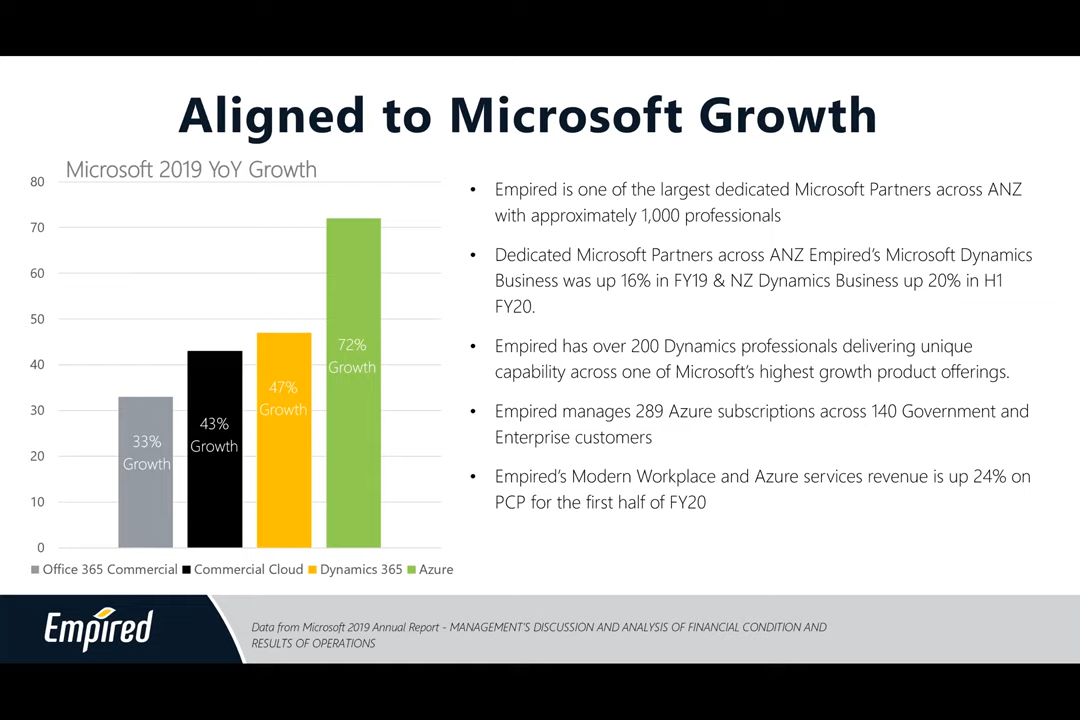 Aligned to Microsoft Growth
Microsoft 2019 YoY Growth
80
70
60
50
40
30
20
10
0
33%
Growth
43%
Growth
47%
Growth
72%
Growth
Office 365 Commercial Commercial Cloud Dynamics 365 Azure
• Empired is one of the largest dedicated Microsoft Partners across ANZ
with approximately 1,000 professionals
• Dedicated Microsoft Partners across ANZ Empired's Microsoft Dynamics
Business was up 16% in FY19 & NZ Dynamics Business up 20% in H1
FY20.
• Empired has over 200 Dynamics professionals delivering unique
capability across one of Microsoft's highest growth product offerings.
• Empired manages 289 Azure subscriptions across 140 Government and
Enterprise customers
• Empired's Modern Workplace and Azure services revenue is up 24% on
PCP for the first half of FY20
Empired
Data from Microsoft 2019 Annual Report - MANAGEMENT'S DISCUSSION AND ANALYSIS OF FINANCIAL CONDITION AND
RESULTS OF OPERATIONS